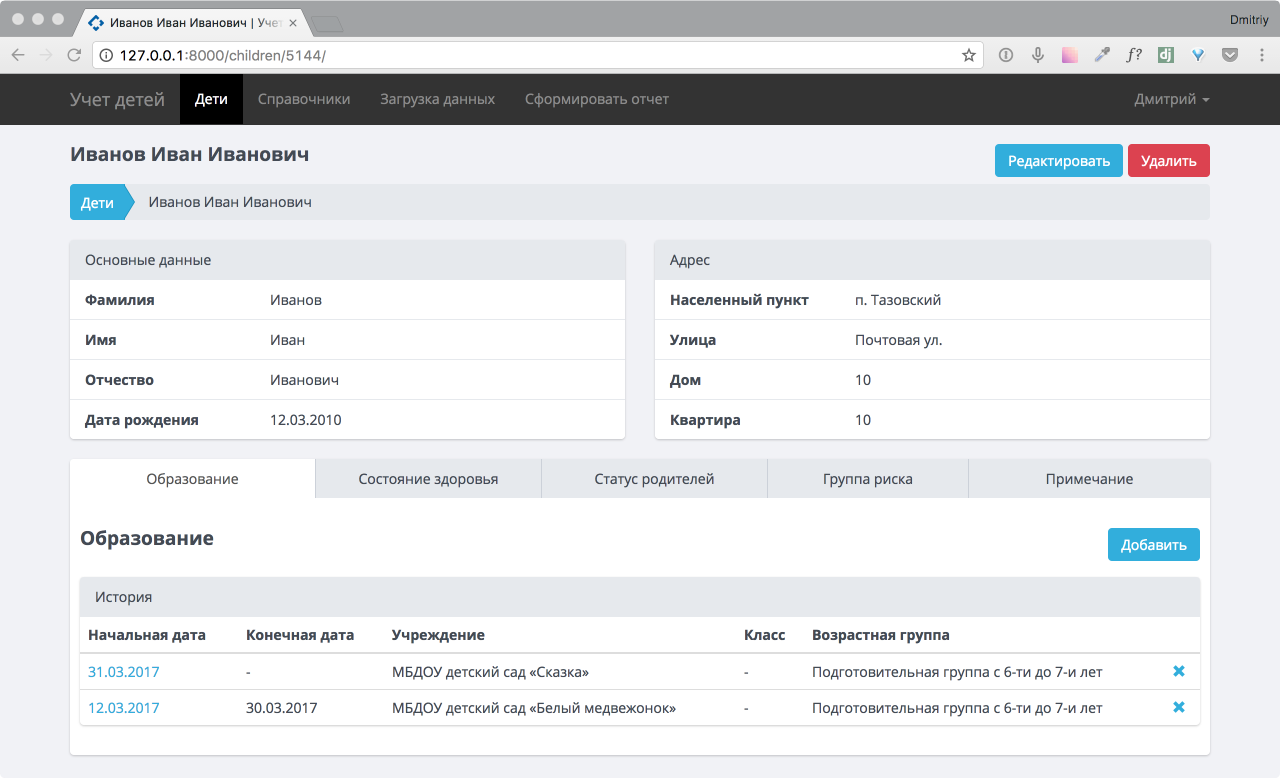 Dmitriy
Иванов Иван Иванович | Учет
127.0.0.1:8000/children/5144/
f?
dj
Учет детей Дети Справочники Загрузка данных Сформировать отчет Дмитрий
Иванов Иван Иванович
Редактировать Удалить
Дети Иванов Иван Иванович
Основные данные
Фамилия Иванов
Имя Иван
Отчество Иванович
Дата рождения 12.03.2010
Адрес
Населенный пункт п. Тазовский
Улица Почтовая ул.
Дом 10
Квартира 10
Образование Состояние здоровья Статус родителей Группа риска Примечание
Образование
Добавить
История
Начальная дата Конечная дата Учреждение Класс Возрастная группа
31.03.2017 - МБДОУ детский сад «Сказка» - Подготовительная группа с 6-ти до 7-и лет
12.03.2017 30.03.2017 МБДОУ детский сад «Белый медвежонок» - Подготовительная группа с 6-ти до 7-и лет